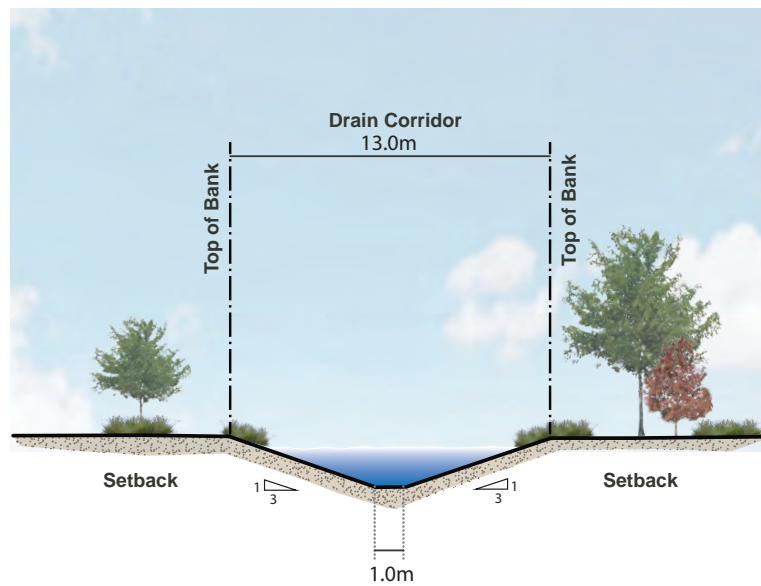 Drain Corridor
13.0m
Top of Bank
Top of Bank
Setback
1
3
1
3
Setback
1.0m